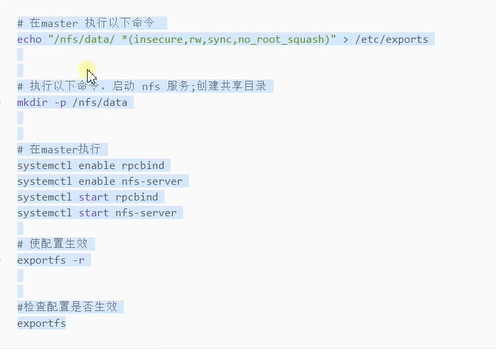 # 在master 执行以下命令
echo "/nfs/data/ *(insecure,rw,sync,no_root_squash)" > /etc/exports
# 执行以下命令，启动 nfs 服务;创建共享目录
mkdir -p /nfs/data
# 在master执行
systemctl enable rpcbind
systemctl enable nfs-server
systemctl start rpcbind
systemctl start nfs-server
# 使配置生效
exportfs -r
#检查配置是否生效
exportfs